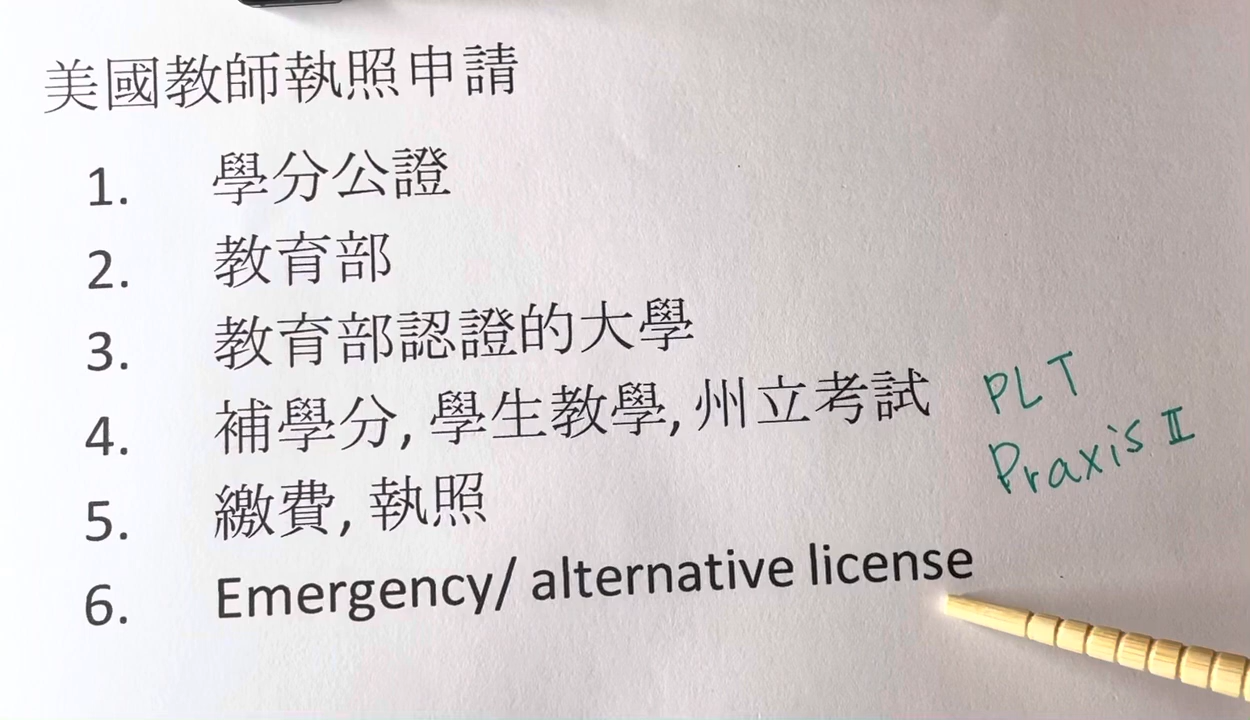 美國教師執照申請
1. 學分公證
2. 教育部
3. 教育部認證的大學
4. 補學分, 學生教學, 州立考試
PLT
Praxis II
5. 繳費, 執照
6. Emergency/ alternative license